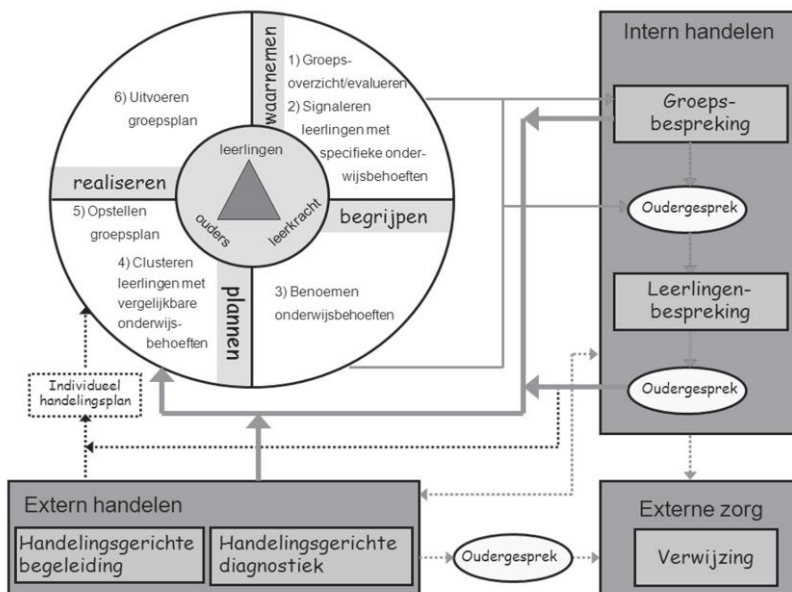 waarnemen
1) Groeps-
overzicht/evalueren
2) Signaleren
leerlingen met
specifieke onder-
wijsbehoeften
begrijpen
3) Benoemen
onderwijsbehoeften
plannen
4) Clusteren
leerlingen met
vergelijkbare
onderwijs-
behoeften
5) Opstellen
groepsplan
realiseren
6) Uitvoeren
groepsplan
leerlingen
ouders
leerkracht
Individueel
handelingsplan
Intern handelen
Groeps-
bespreking
Oudergesprek
Leerlingen-
bespreking
Oudergesprek
Extern handelen
Handelingsgerichte
begeleiding
Handelingsgerichte
diagnostiek
Oudergesprek
Externe zorg
Verwijzing